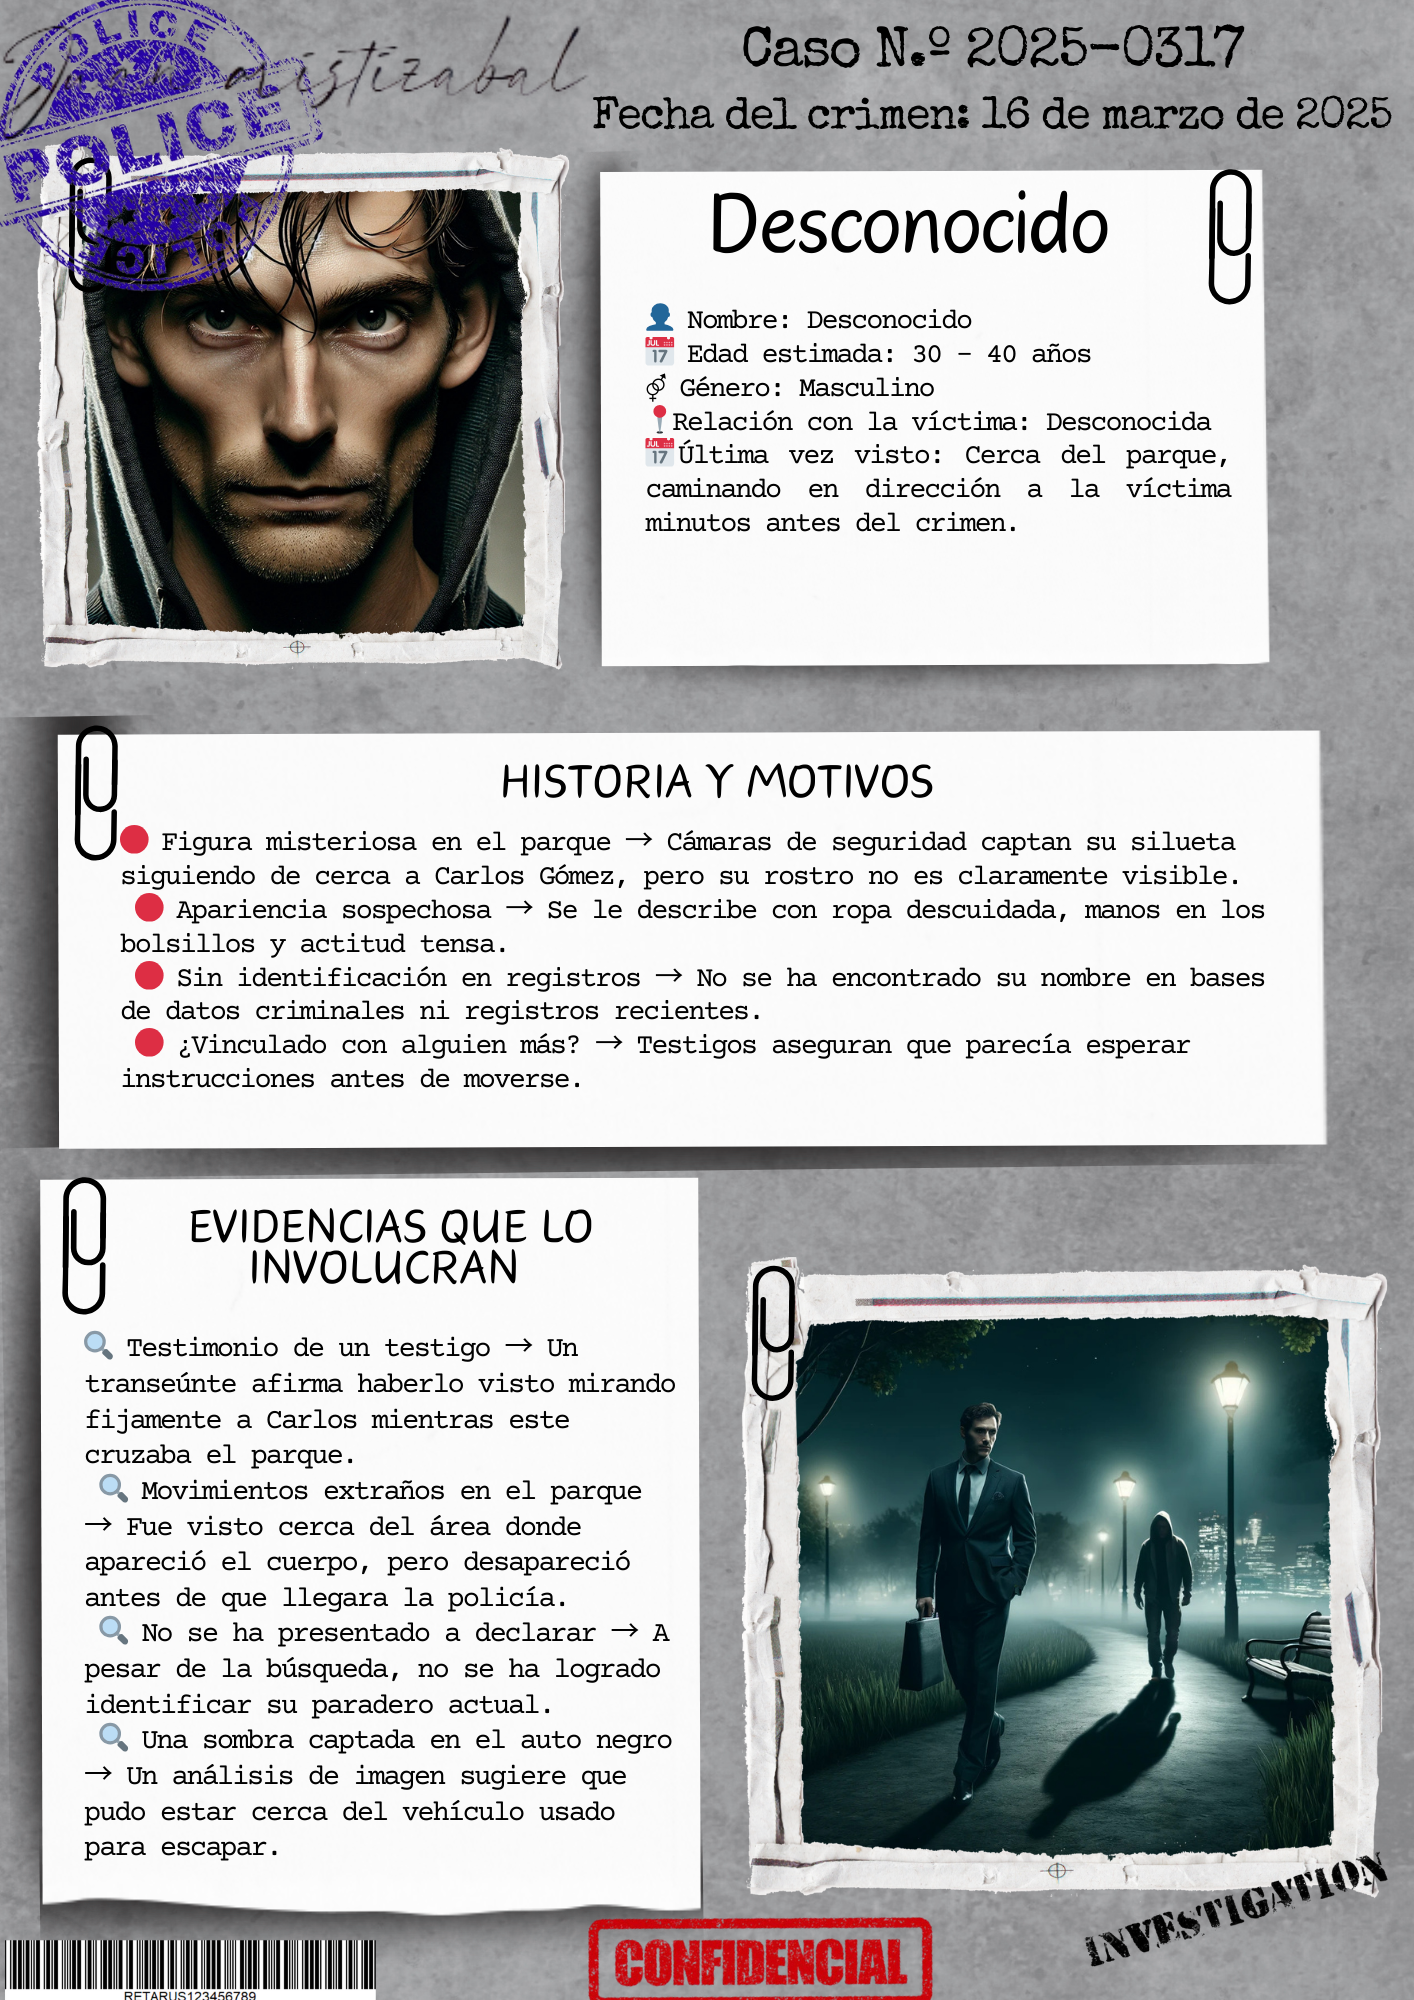 POLICE
POLICE
POLICE
aristizabal
Caso N.º 2025-0317
Fecha del crimen: 16 de marzo de 2025
Desconocido
Nombre: Desconocido
JUL 17 Edad estimada: 30 - 40 años
Género: Masculino
Relación con la víctima: Desconocida
JUL 17 Última vez visto: Cerca del parque,
caminando en dirección a la víctima
minutos antes del crimen.
HISTORIA Y MOTIVOS
Figura misteriosa en el parque → Cámaras de seguridad captan su silueta
siguiendo de cerca a Carlos Gómez, pero su rostro no es claramente visible.
Apariencia sospechosa → Se le describe con ropa descuidada, manos en los
bolsillos y actitud tensa.
Sin identificación en registros → No se ha encontrado su nombre en bases
de datos criminales ni registros recientes.
¿Vinculado con alguien más? → Testigos aseguran que parecía esperar
instrucciones antes de moverse.
EVIDENCIAS QUE LO
INVOLUCRAN
Testimonio de un testigo → Un
transeúnte afirma haberlo visto mirando
fijamente a Carlos mientras este
cruzaba el parque.
Movimientos extraños en el parque
→ Fue visto cerca del área donde
apareció el cuerpo, pero desapareció
antes de que llegara la policía.
No se ha presentado a declarar → A
pesar de la búsqueda, no se ha logrado
identificar su paradero actual.
Una sombra captada en el auto negro
→ Un análisis de imagen sugiere que
pudo estar cerca del vehículo usado
para escapar.
INVESTIGATION
CONFIDENCIAL
RETARUS123456789